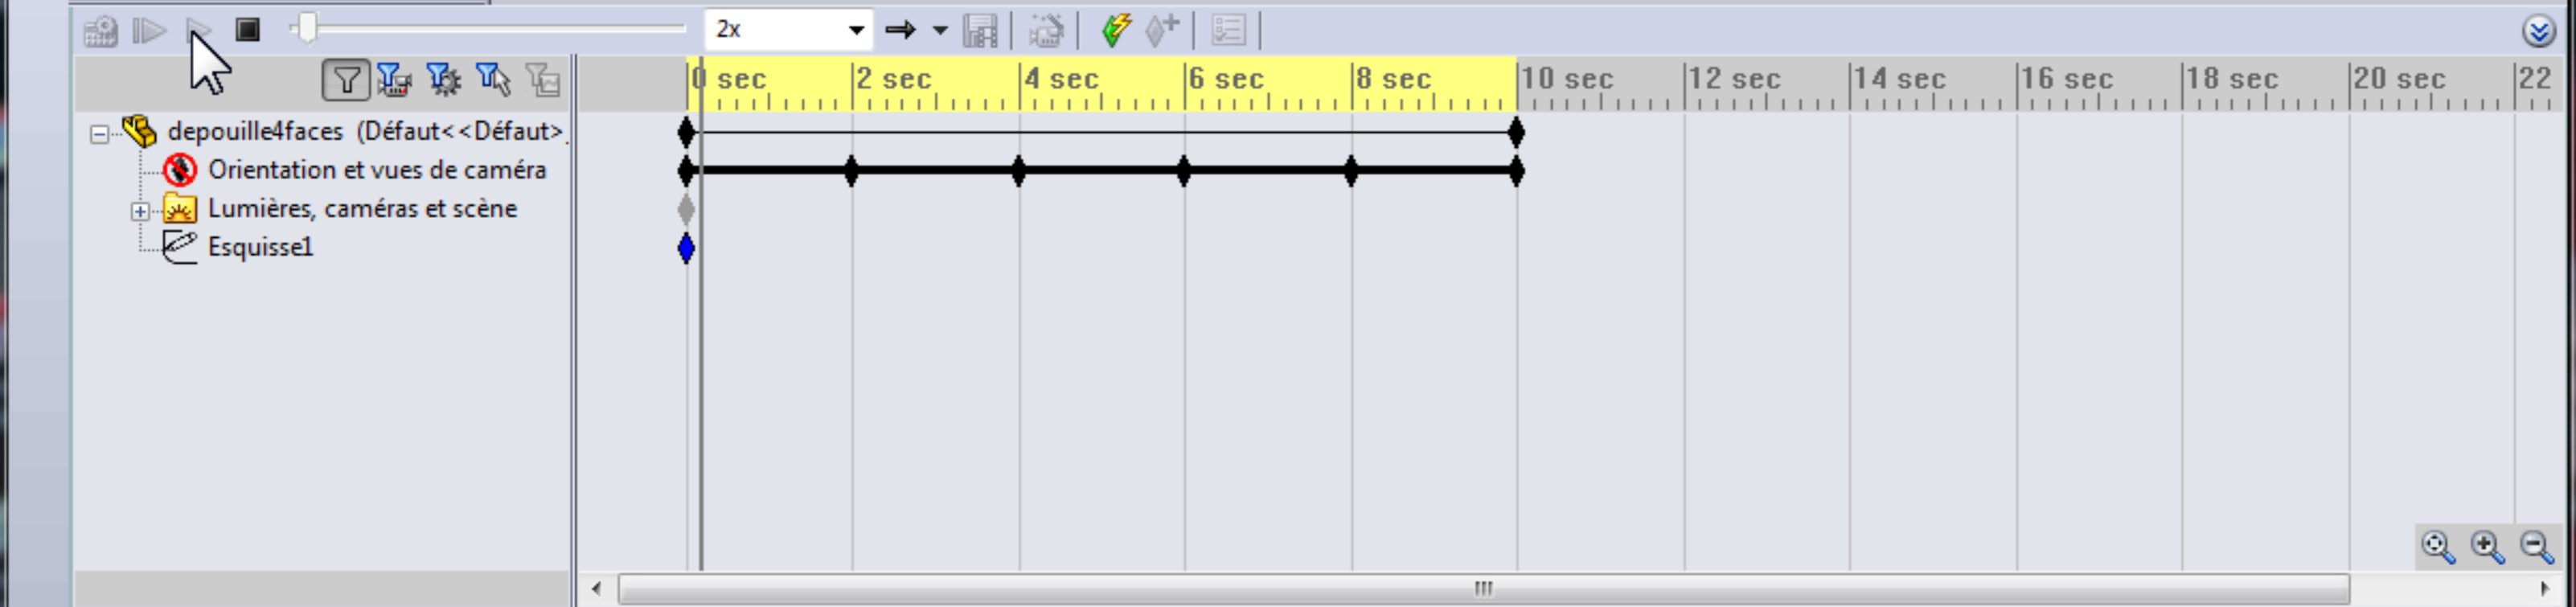 2x
0 sec 2 sec 4 sec 6 sec 8 sec 10 sec 12 sec 14 sec 16 sec 18 sec 20 sec 22
depouille4faces (Défaut<<Défaut>
Orientation et vues de caméra
Lumières, caméras et scène
Esquisse1